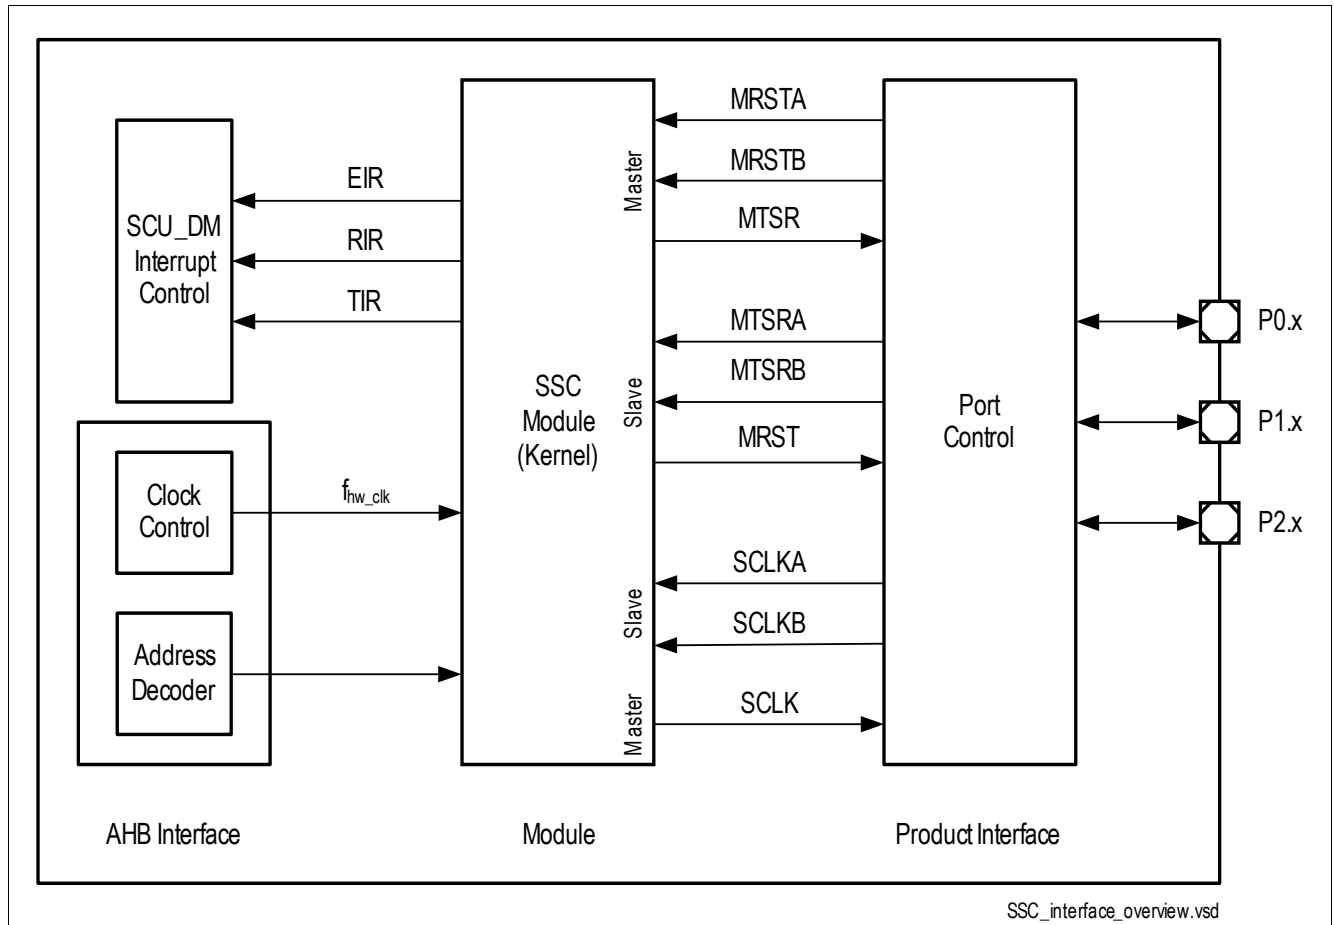 SCU_DM
Interrupt
Control
EIR
RIR
TIR
Clock
Control
f hw_clk
Address
Decoder
AHB Interface
SSC
Module
(Kernel)
Master
Slave
Slave
Master
Module
MRSTA
MRSTB
MTSR
MTSRA
MTSRB
MRST
SCLKA
SCLKB
SCLK
Port
Control
Product Interface
P0.x
P1.x
P2.x
SSC_interface_overview.vsd